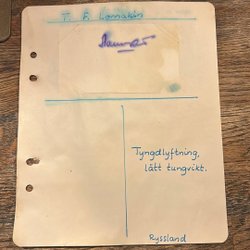 T. F. Lomakin
Tyngdlyftning,
lätt tungvikt.
Ryssland